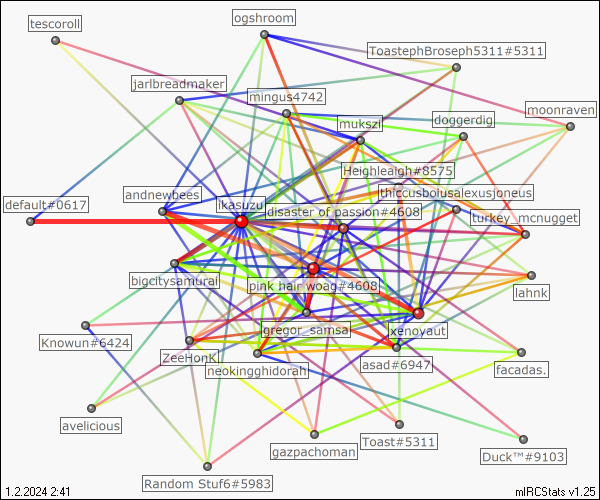 ogshroom
tescoroll
ToastephBroseph5311#5311
jarlbreadmaker
mingus4742
moonraven
mukszi
doggerdig
Heighleaigh#8575
andnewbees
ikasuzu
thiccusboiusalexusjoneus
default#0617
disaster of passion#4608
turkey_mcnugget
bigcitysamurai
pink hair woag#4608
lahnk
gregor_samsa
xenoyaut
Knowun#6424
ZeeHonK
neokingghidorah
asad#6947
facadas.
avelicious
gazpachoman
Toast#5311
Duck™#9103
Random Stuf6#5983
1.2.2024 2:41
mIRCStats v1.25